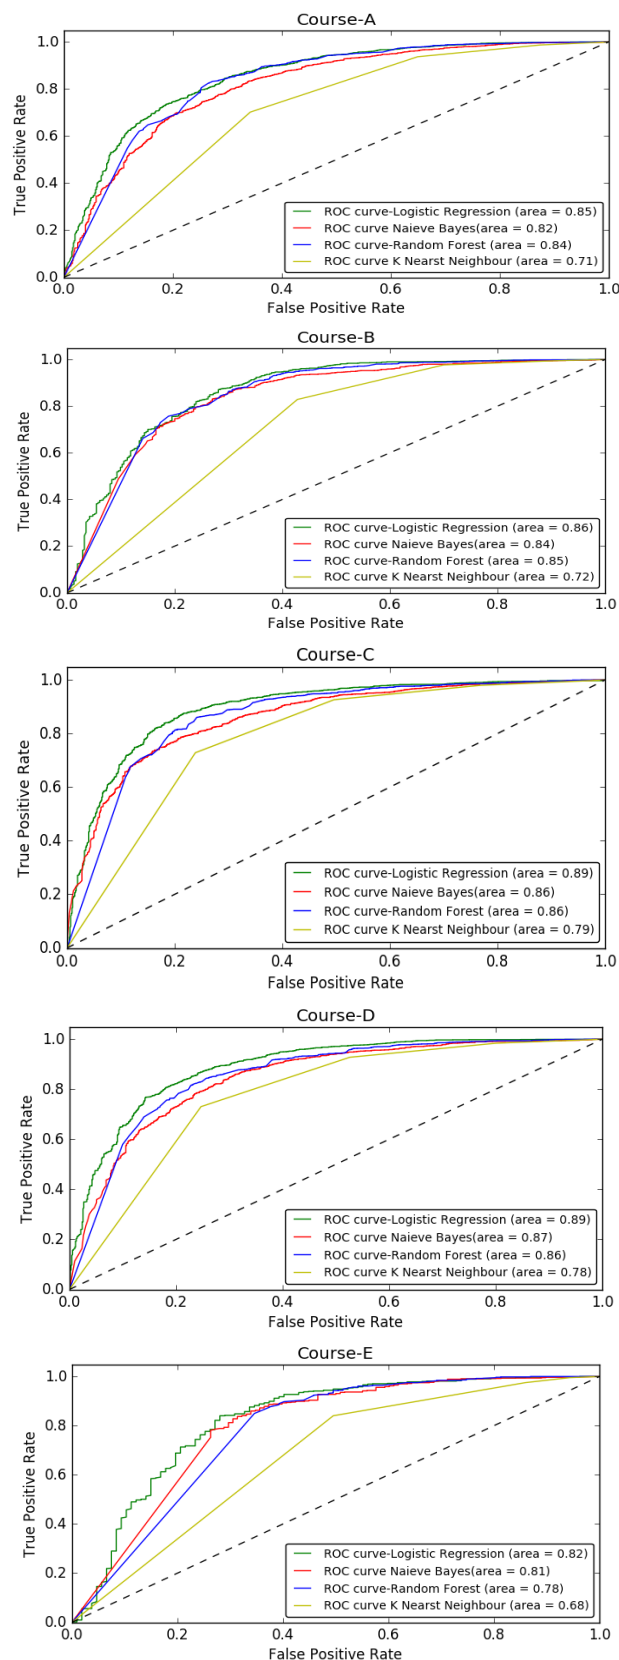 Course-A
1.0
0.8
0.6
0.4
0.2
0.0
True Positive Rate
ROC curve-Logistic Regression (area = 0.85)
ROC curve Naieve Bayes(area = 0.82)
ROC curve-Random Forest (area = 0.84)
ROC curve K Nearst Neighbour (area = 0.71)
0.0 0.2 0.4 0.6 0.8 1.0
False Positive Rate
Course-B
1.0
0.8
0.6
0.4
0.2
0.0
True Positive Rate
ROC curve-Logistic Regression (area = 0.86)
ROC curve Naieve Bayes(area = 0.84)
ROC curve-Random Forest (area = 0.85)
ROC curve K Nearst Neighbour (area = 0.72)
0.0 0.2 0.4 0.6 0.8 1.0
False Positive Rate
Course-C
1.0
0.8
0.6
0.4
0.2
0.0
True Positive Rate
ROC curve-Logistic Regression (area = 0.89)
ROC curve Naieve Bayes(area = 0.86)
ROC curve-Random Forest (area = 0.86)
ROC curve K Nearst Neighbour (area = 0.79)
0.0 0.2 0.4 0.6 0.8 1.0
False Positive Rate
Course-D
1.0
0.8
0.6
0.4
0.2
0.0
True Positive Rate
ROC curve-Logistic Regression (area = 0.89)
ROC curve Naieve Bayes(area = 0.87)
ROC curve-Random Forest (area = 0.86)
ROC curve K Nearst Neighbour (area = 0.78)
0.0 0.2 0.4 0.6 0.8 1.0
False Positive Rate
Course-E
1.0
0.8
0.6
0.4
0.2
0.0
True Positive Rate
ROC curve-Logistic Regression (area = 0.82)
ROC curve Naieve Bayes(area = 0.81)
ROC curve-Random Forest (area = 0.78)
ROC curve K Nearst Neighbour (area = 0.68)
0.0 0.2 0.4 0.6 0.8 1.0
False Positive Rate